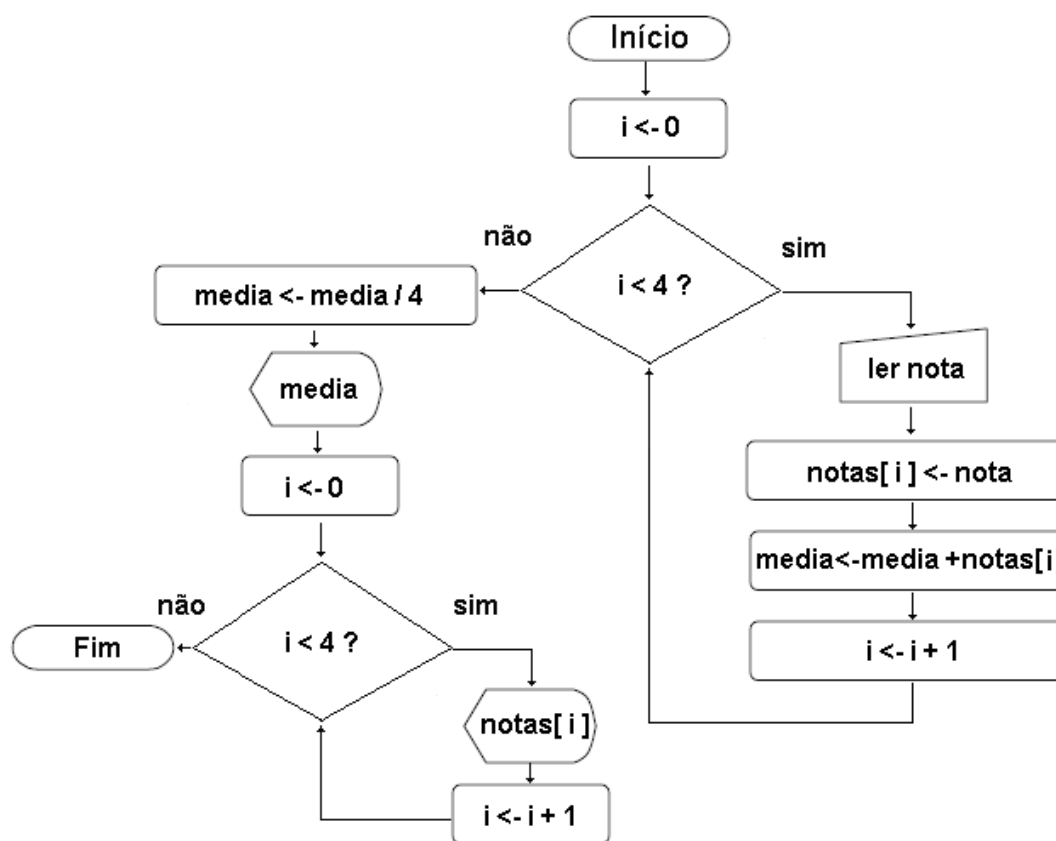 Início
i <- 0
i < 4 ?
não
sim
ler nota
notas[ i ] <- nota
media<-media +notas[i
i <- i + 1
media <- media / 4
media
i <- 0
i < 4 ?
não
sim
Fim
notas[ i ]
i <- i + 1